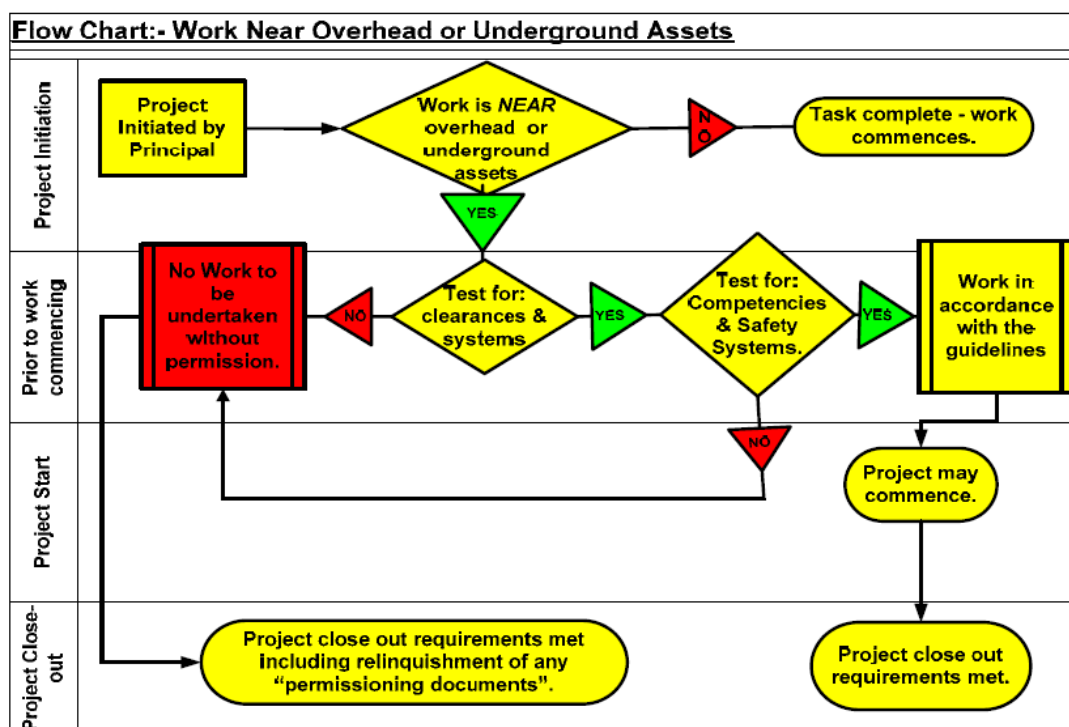 Flow Chart:- Work Near Overhead or Underground Assets
Project Initiation
Project
Initiated by
Principal
Work is NEAR
overhead or
underground
assets
N
O
Task complete - work
commences.
YES
Prior to work
commencing
No Work to
be
undertaken
without
permission.
NO
Test for:
clearances &
systems
YES
Test for:
Competencies
& Safety
Systems.
YES
Work in
accordance
with the
guidelines
NO
Project Start
Project may
commence.
Project Close-
out
Project close out requirements met
including relinquishment of any
“permissioning documents”.
Project close out
requirements met.